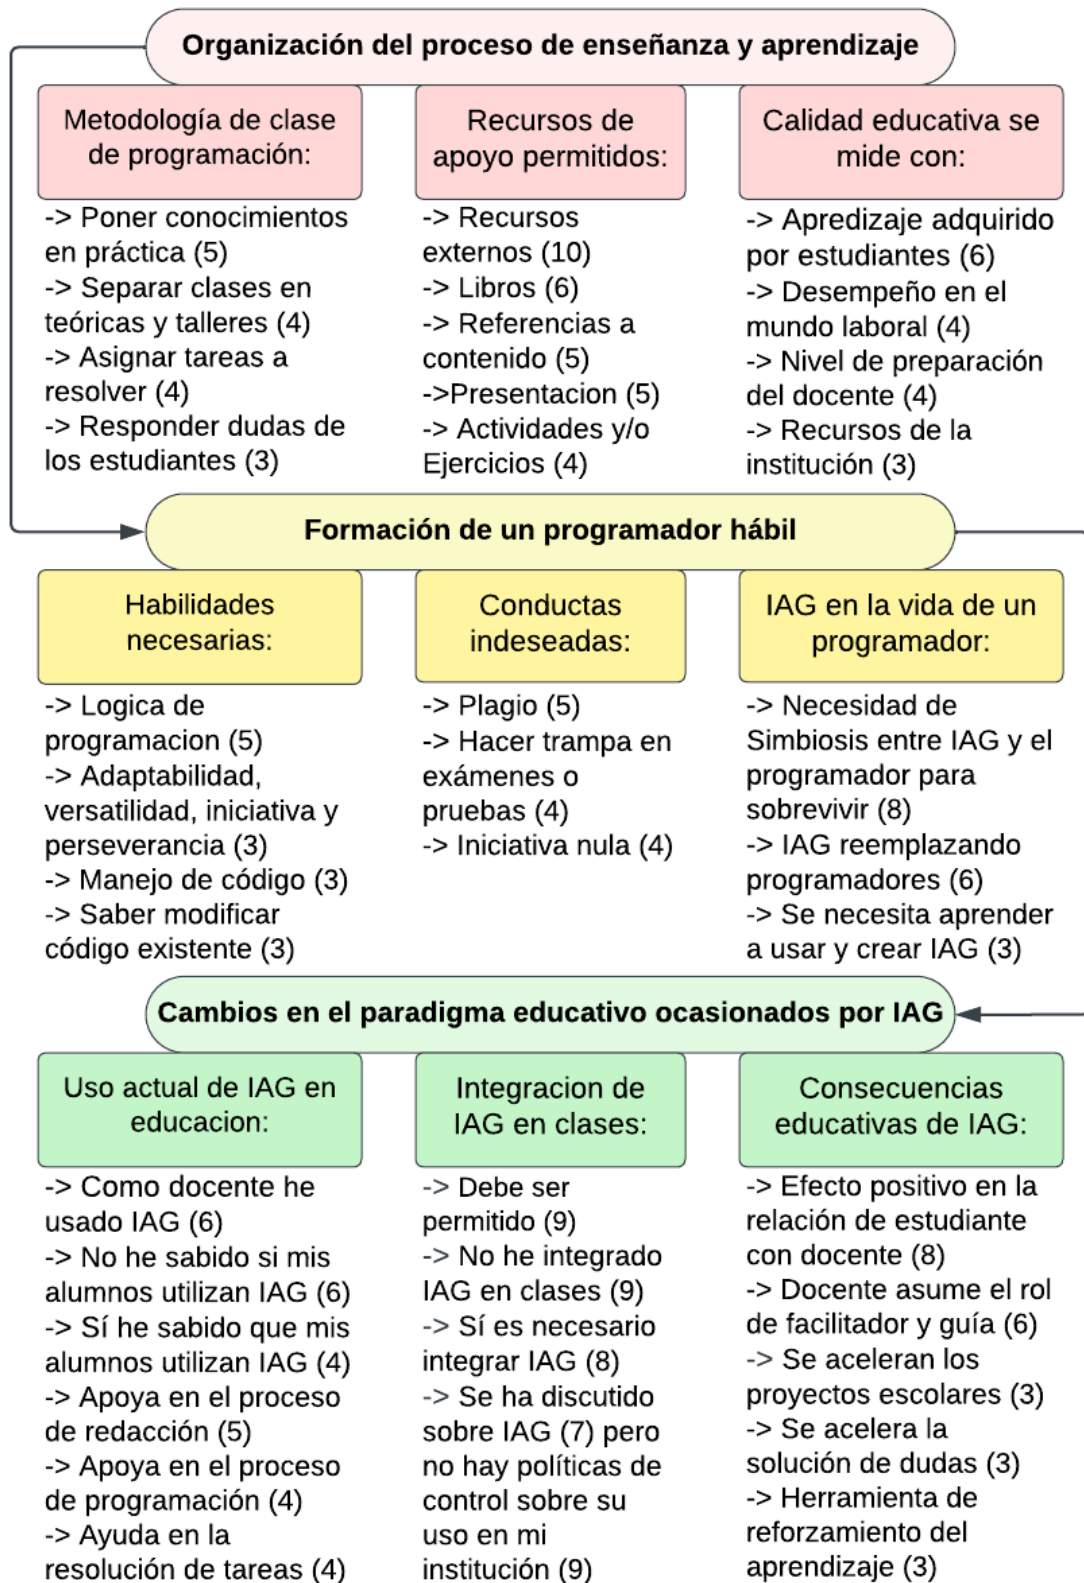 Organización del proceso de enseñanza y aprendizaje
Metodología de clase
de programación:
-> Poner conocimientos
en práctica (5)
-> Separar clases en
teóricas y talleres (4)
-> Asignar tareas a
resolver (4)
-> Responder dudas de
los estudiantes (3)
Recursos de
apoyo permitidos:
-> Recursos
externos (10)
-> Libros (6)
-> Referencias a
contenido (5)
->Presentacion (5)
-> Actividades y/o
Ejercicios (4)
Calidad educativa se
mide con:
-> Apredizaje adquirido
por estudiantes (6)
-> Desempeño en el
mundo laboral (4)
-> Nivel de preparación
del docente (4)
-> Recursos de la
institución (3)
Formación de un programador hábil
Habilidades
necesarias:
-> Logica de
programacion (5)
-> Adaptabilidad,
versatilidad, iniciativa y
perseverancia (3)
-> Manejo de código (3)
-> Saber modificar
código existente (3)
Conductas
indeseadas:
-> Plagio (5)
-> Hacer trampa en
exámenes o
pruebas (4)
-> Iniciativa nula (4)
IAG en la vida de un
programador:
-> Necesidad de
Simbiosis entre IAG y el
programador para
sobrevivir (8)
-> IAG reemplazando
programadores (6)
-> Se necesita aprender
a usar y crear IAG (3)
Cambios en el paradigma educativo ocasionados por IAG
Uso actual de IAG en
educacion:
-> Como docente he
usado IAG (6)
-> No he sabido si mis
alumnos utilizan IAG (6)
-> Sí he sabido que mis
alumnos utilizan IAG (4)
-> Apoya en el proceso
de redacción (5)
-> Apoya en el proceso
de programación (4)
-> Ayuda en la
resolución de tareas (4)
Integracion de
IAG en clases:
-> Debe ser
permitido (9)
-> No he integrado
IAG en clases (9)
-> Sí es necesario
integrar IAG (8)
-> Se ha discutido
sobre IAG (7) pero
no hay políticas de
control sobre su
uso en mi
institución (9)
Consecuencias
educativas de IAG:
-> Efecto positivo en la
relación de estudiante
con docente (8)
-> Docente asume el rol
de facilitador y guía (6)
-> Se aceleran los
proyectos escolares (3)
-> Se acelera la
solución de dudas (3)
-> Herramienta de
reforzamiento del
aprendizaje (3)